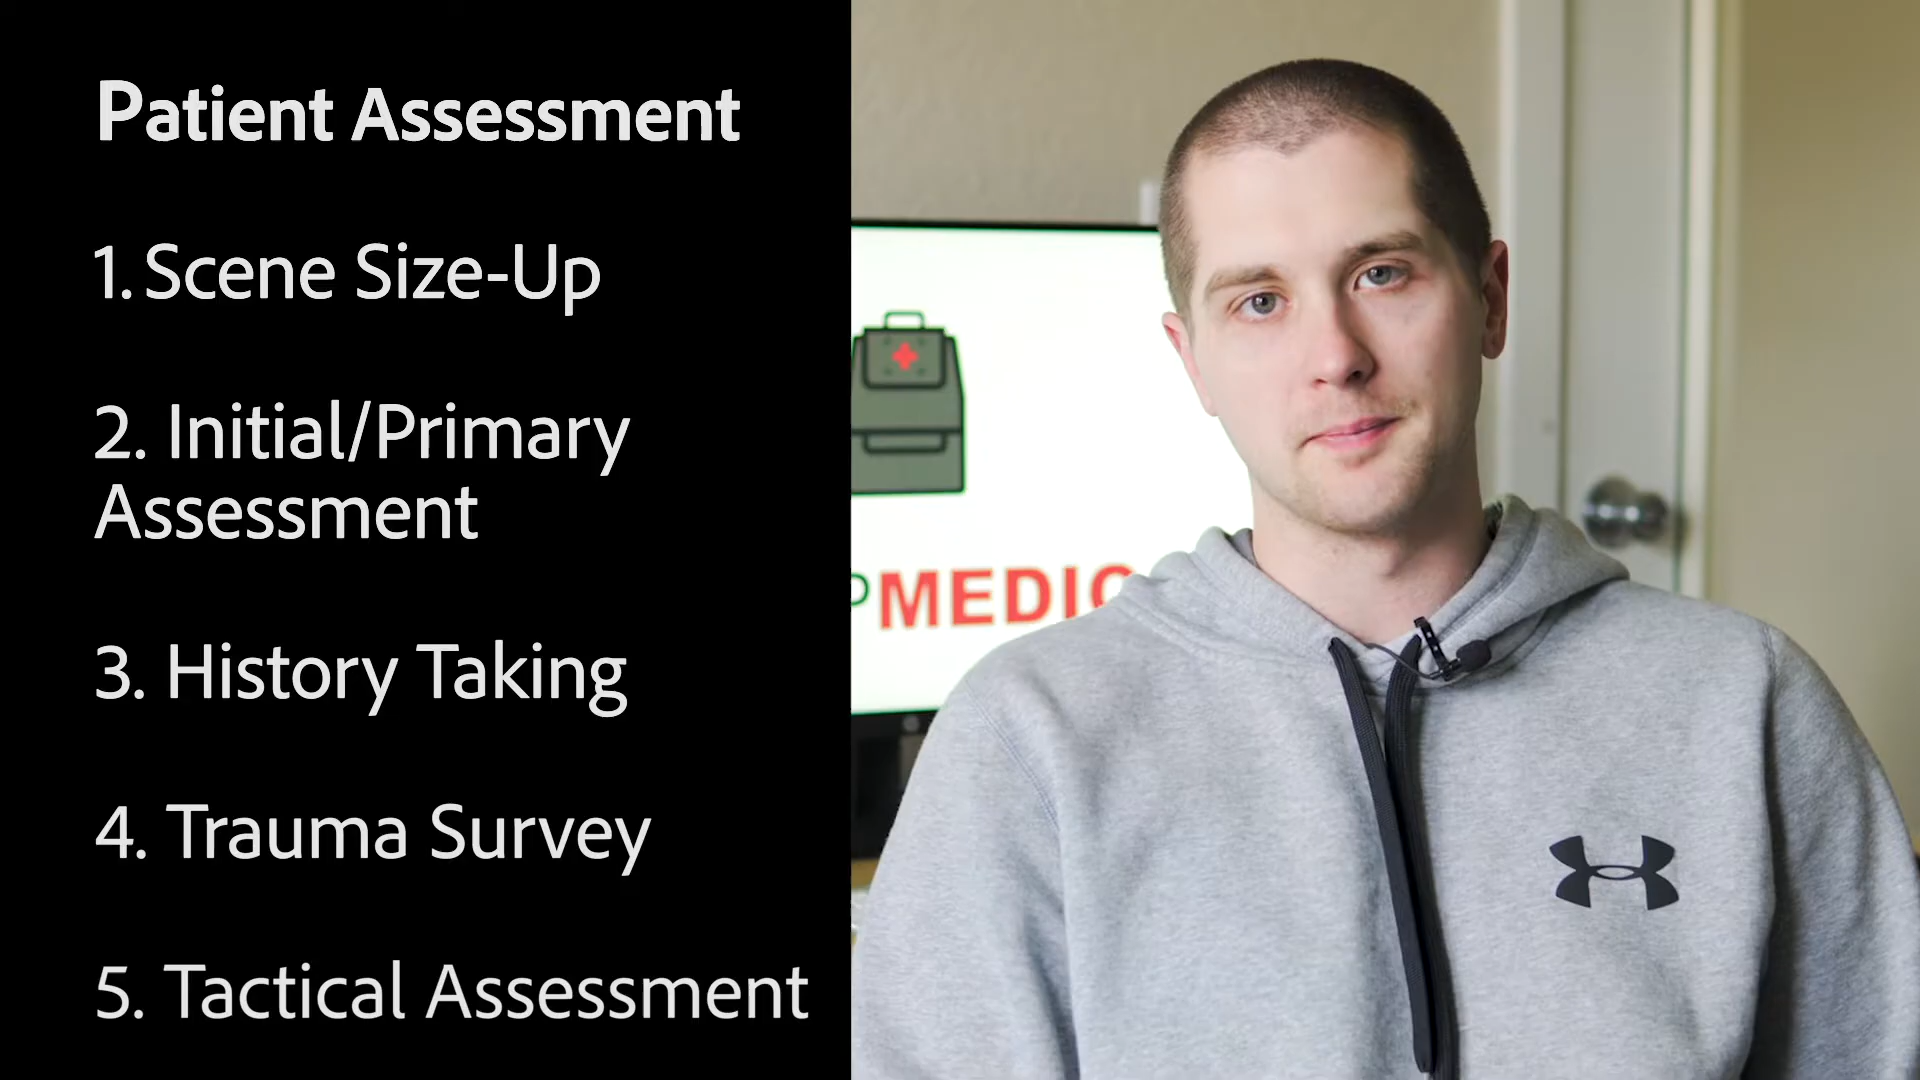 Patient Assessment
1. Scene Size-Up
2. Initial/Primary
Assessment
3. History Taking
4. Trauma Survey
5. Tactical Assessment
PMEDIC